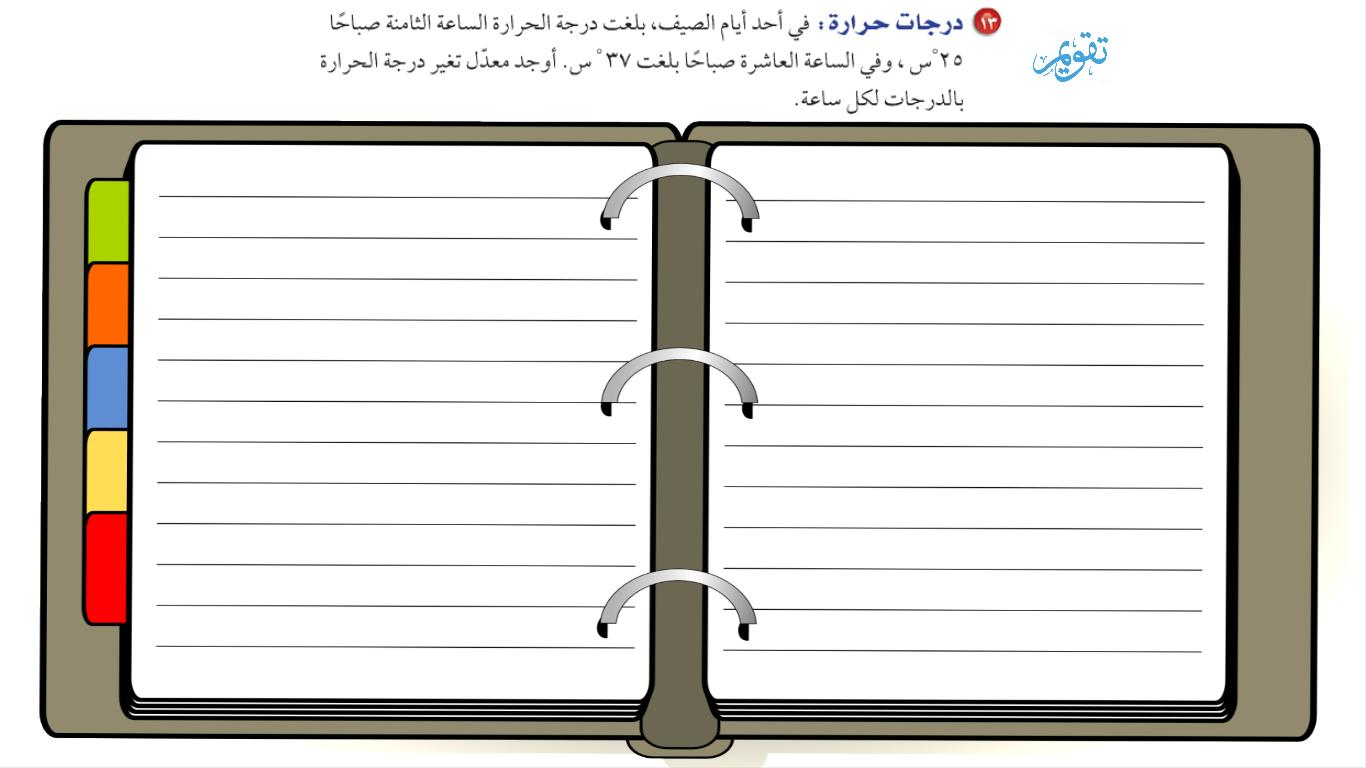 ١٣ درجات حرارة : في أحد أيام الصيف، بلغت درجة الحرارة الساعة الثامنة صباحًا
٢٥ °س ، وفي الساعة العاشرة صباحًا بلغت ٣٧ °س. أوجد معدّل تغير درجة الحرارة
بالدرجات لكل ساعة.
تقويم